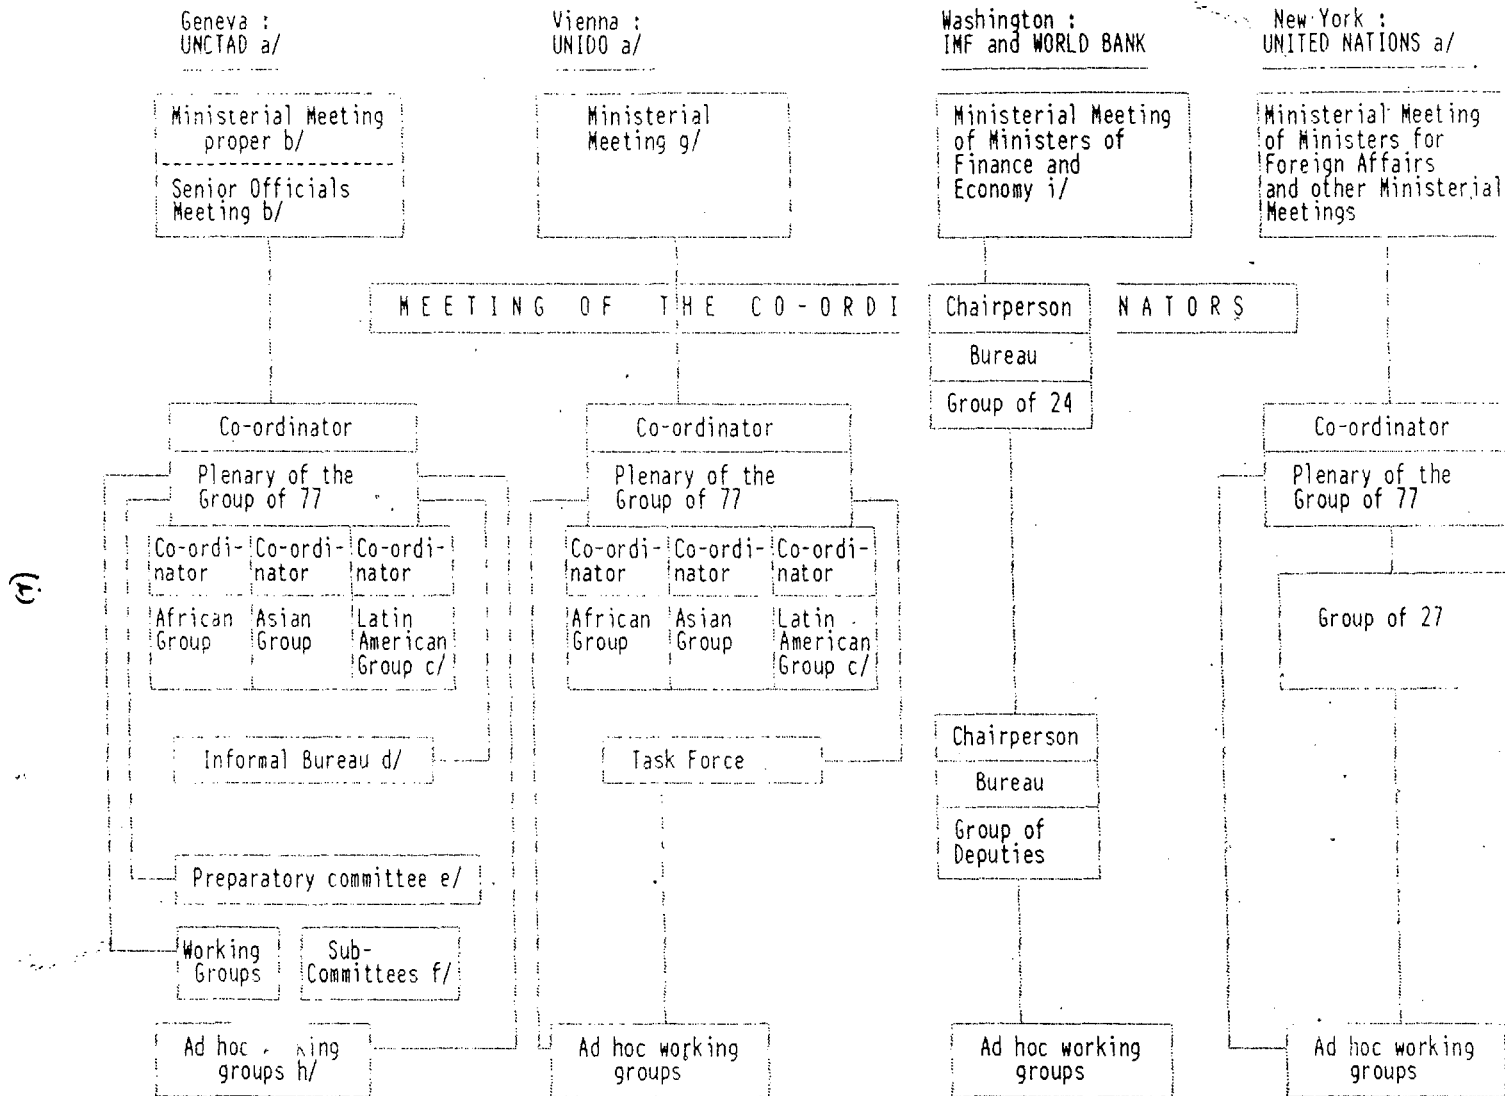 Geneva :
UNCTAD a/
Vienna :
UNIDO a/
Washington :
IMF and WORLD BANK
New York :
UNITED NATIONS a/
Ministerial Meeting
proper b/
Senior Officials
Meeting b/
Ministerial
Meeting g/
Ministerial Meeting
of Ministers of
Finance and
Economy i/
Ministerial Meeting
of Ministers for
Foreign Affairs
and other Ministerial
Meetings
MEETING OF THE CO-ORDI
NATORS
Chairperson
Bureau
Group of 24
Co-ordinator
Plenary of the
Group of 77
Co-ordi-
nator
Co-ordi-
nator
Co-ordi-
nator
African
Group
Asian
Group
Latin
American
Group c/
Co-ordinator
Plenary of the
Group of 77
Co-ordi-
nator
Co-ordi-
nator
Co-ordi-
nator
African
Group
Asian
Group
Latin
American
Group c/
Co-ordinator
Plenary of the
Group of 77
Group of 27
Informal Bureau d/
Task Force
Chairperson
Bureau
Group of
Deputies
Preparatory committee e/
Working
Groups
Sub-
Committees f/
Ad hoc king
groups h/
Ad hoc working
groups
Ad hoc working
groups
Ad hoc working
groups